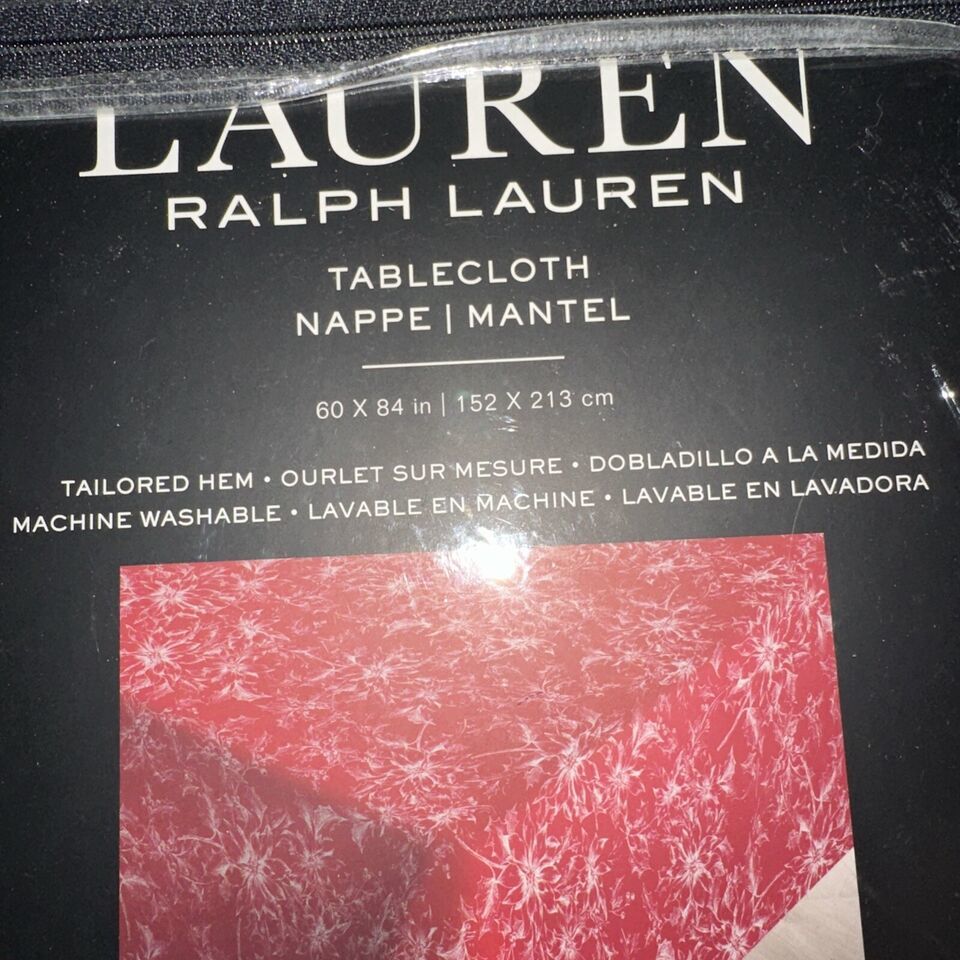 LAUREN
RALPH LAUREN
TABLECLOTH
NAPPE | MANTEL
60 X 84 in | 152 X 213 cm
TAILORED HEM • OURLET SUR MESURE • DOBLADILLO A LA MEDIDA
MACHINE WASHABLE • LAVABLE EN MACHINE • LAVABLE EN LAVADORA